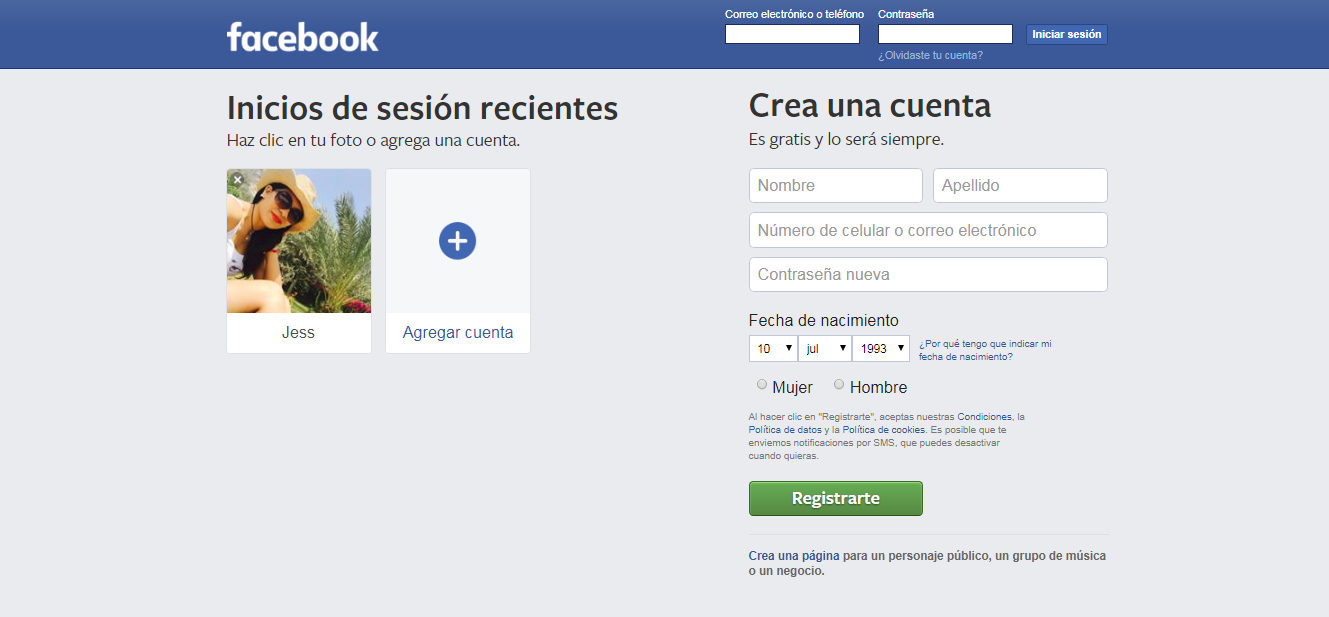 facebook
Correo electrónico o teléfono
Contraseña
Iniciar sesión
¿Olvidaste tu cuenta?
Inicios de sesión recientes
Haz clic en tu foto o agrega una cuenta.
Jess
Agregar cuenta
Crea una cuenta
Es gratis y lo será siempre.
Nombre
Apellido
Número de celular o correo electrónico
Contraseña nueva
Fecha de nacimiento
10 jul 1993
¿Por qué tengo que indicar mi
fecha de nacimiento?
Mujer Hombre
Al hacer clic en "Registrarte", aceptas nuestras Condiciones, la
Política de datos y la Política de cookies. Es posible que te
enviemos notificaciones por SMS, que puedes desactivar
cuando quieras.
Registrarte
Crea una página para un personaje público, un grupo de música
o un negocio.